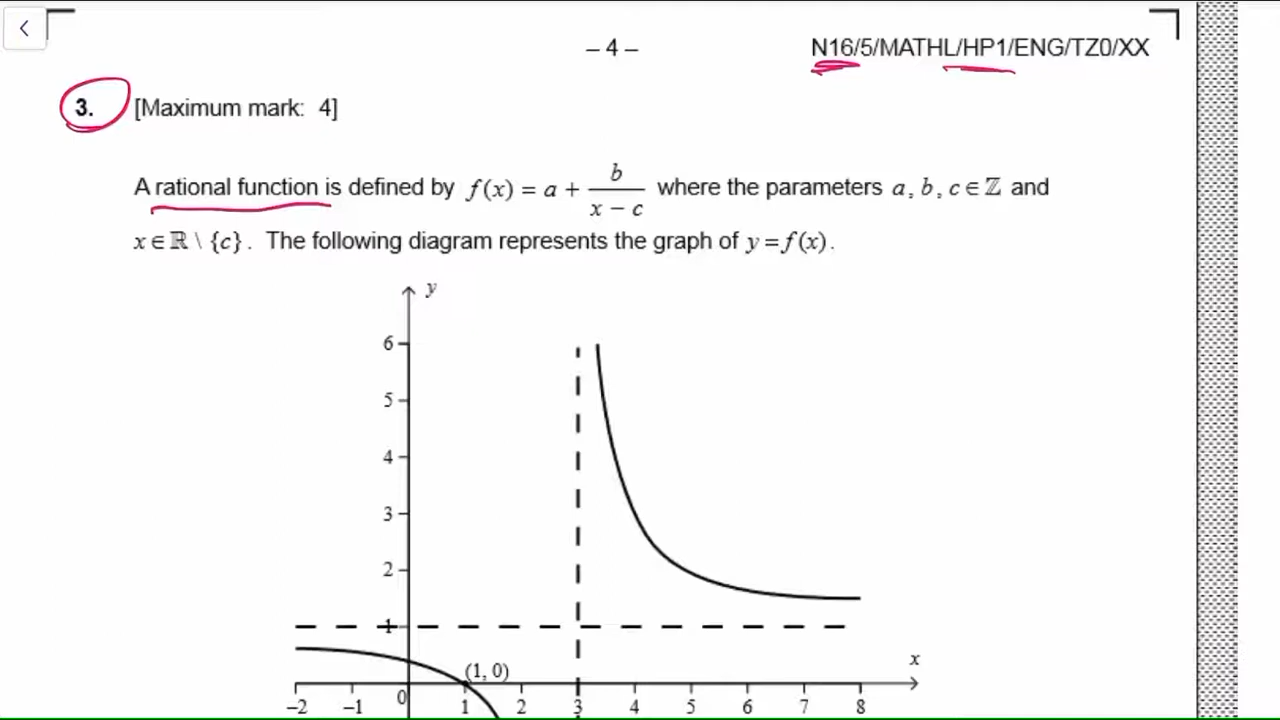 – 4 –
N16/5/MATHL/HP1/ENG/TZ0/XX
3. [Maximum mark: 4]
A rational function is defined by f(x) = a + b/(x − c) where the parameters a, b, c ∈ ℤ and
x ∈ ℝ \ {c}. The following diagram represents the graph of y = f(x).
y
6
5
4
3
2
1
(1, 0)
x
−2 −1 0 1 2 3 4 5 6 7 8